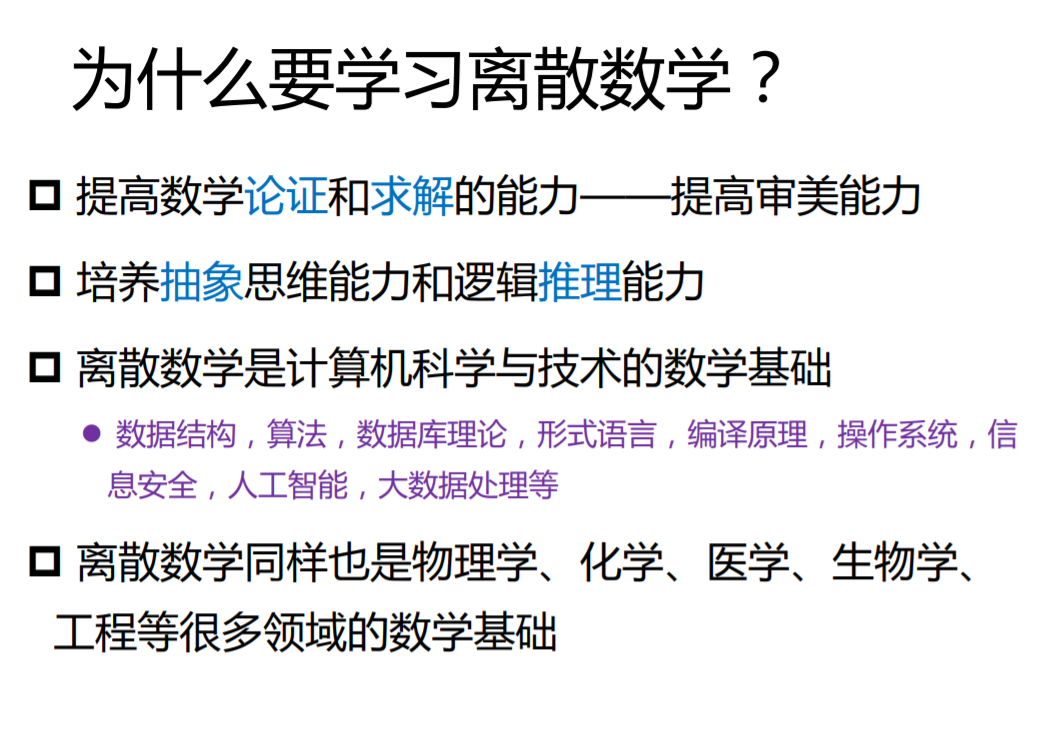 为什么要学习离散数学？
提高数学论证和求解的能力——提高审美能力
培养抽象思维能力和逻辑推理能力
离散数学是计算机科学与技术的数学基础
数据结构，算法，数据库理论，形式语言，编译原理，操作系统，信
息安全，人工智能，大数据处理等
离散数学同样也是物理学、化学、医学、生物学、
工程等很多领域的数学基础